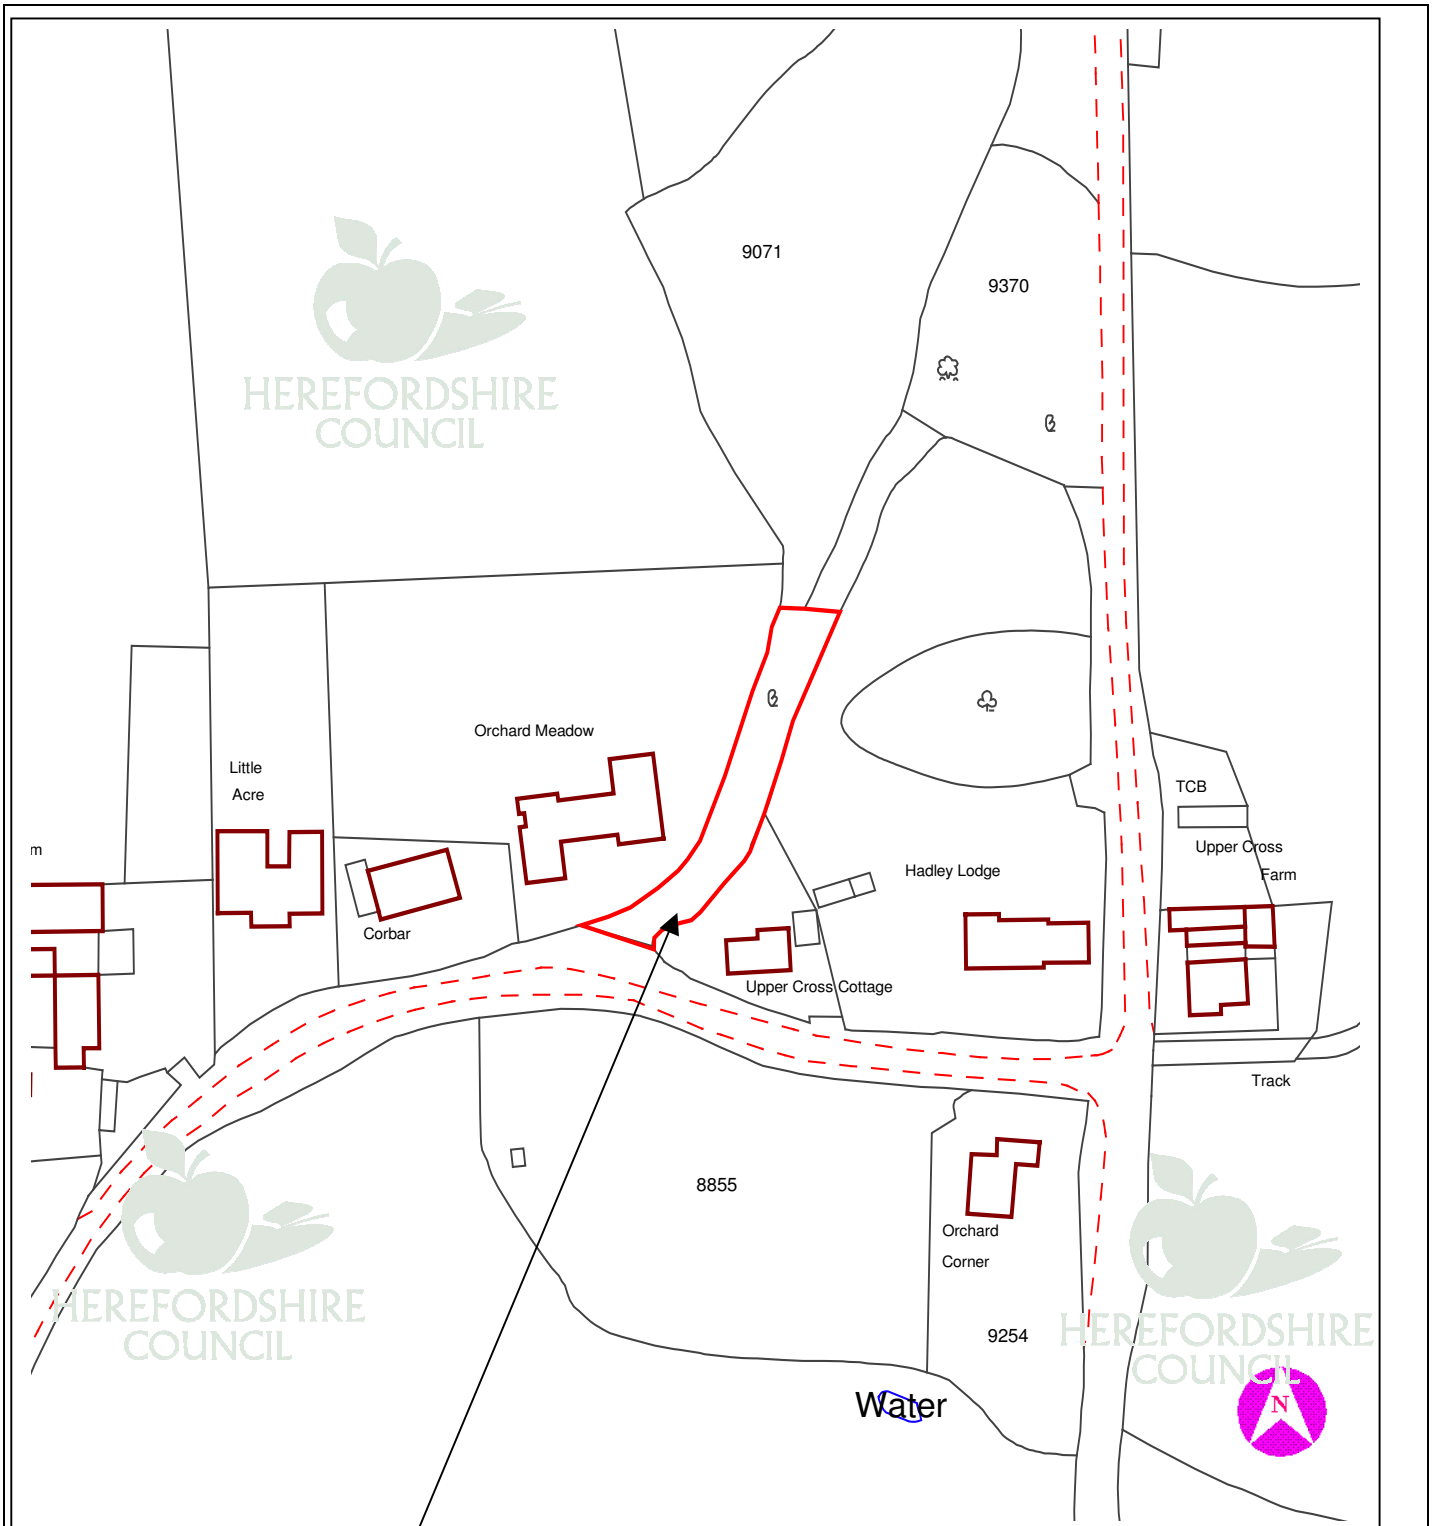 9071
9370
HEREFORDSHIRE
COUNCIL
Orchard Meadow
Little
Acre
TCB
Upper Cross
Farm
m
Hadley Lodge
Corbar
Upper Cross Cottage
Track
8855
Orchard
Corner
HEREFORDSHIRE
COUNCIL
9254
HEREFORDSHIRE
COUNCIL
Water
N